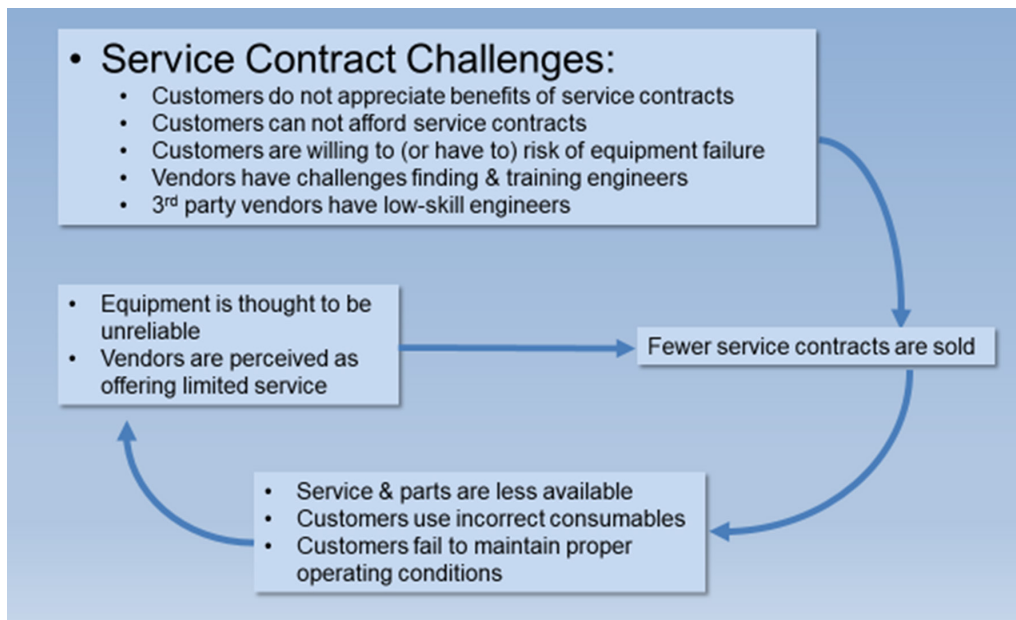 • Service Contract Challenges:
• Customers do not appreciate benefits of service contracts
• Customers can not afford service contracts
• Customers are willing to (or have to) risk of equipment failure
• Vendors have challenges finding & training engineers
• 3rd party vendors have low-skill engineers
Fewer service contracts are sold
• Service & parts are less available
• Customers use incorrect consumables
• Customers fail to maintain proper
operating conditions
• Equipment is thought to be
unreliable
• Vendors are perceived as
offering limited service